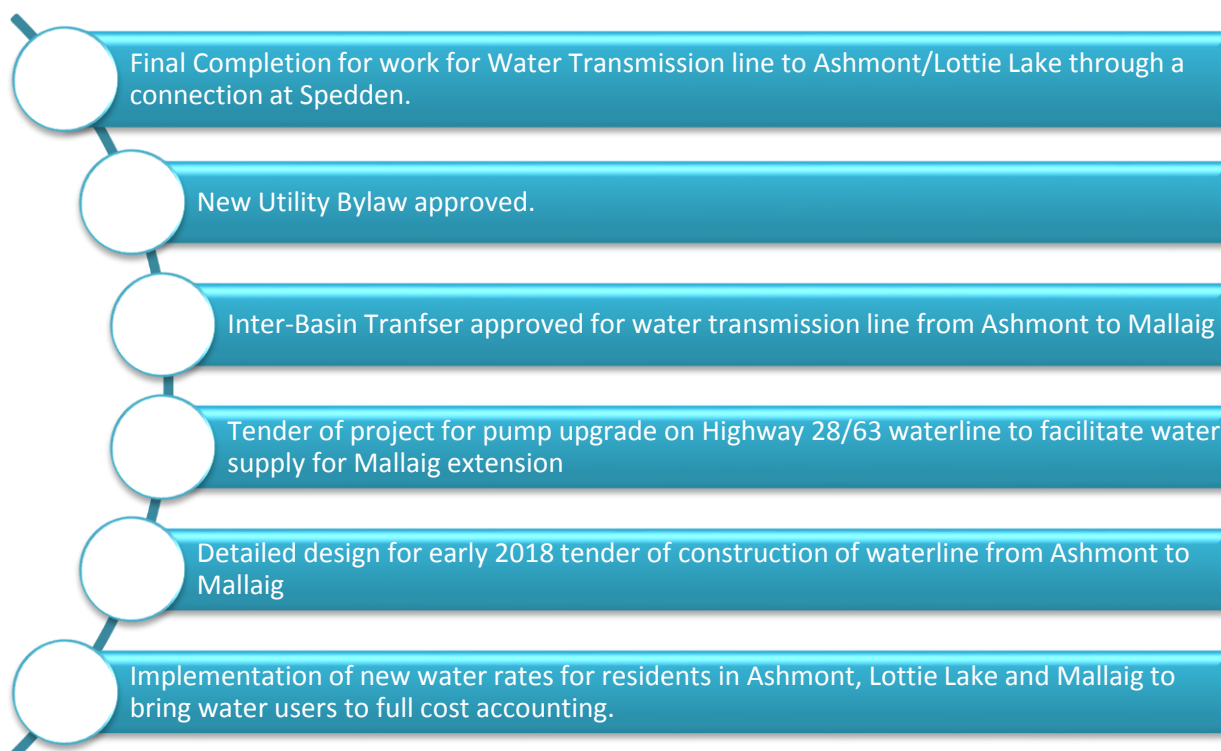 Final Completion for work for Water Transmission line to Ashmont/Lottie Lake through a
connection at Spedden.
New Utility Bylaw approved.
Inter-Basin Tranfser approved for water transmission line from Ashmont to Mallaig
Tender of project for pump upgrade on Highway 28/63 waterline to facilitate water
supply for Mallaig extension
Detailed design for early 2018 tender of construction of waterline from Ashmont to
Mallaig
Implementation of new water rates for residents in Ashmont, Lottie Lake and Mallaig to
bring water users to full cost accounting.